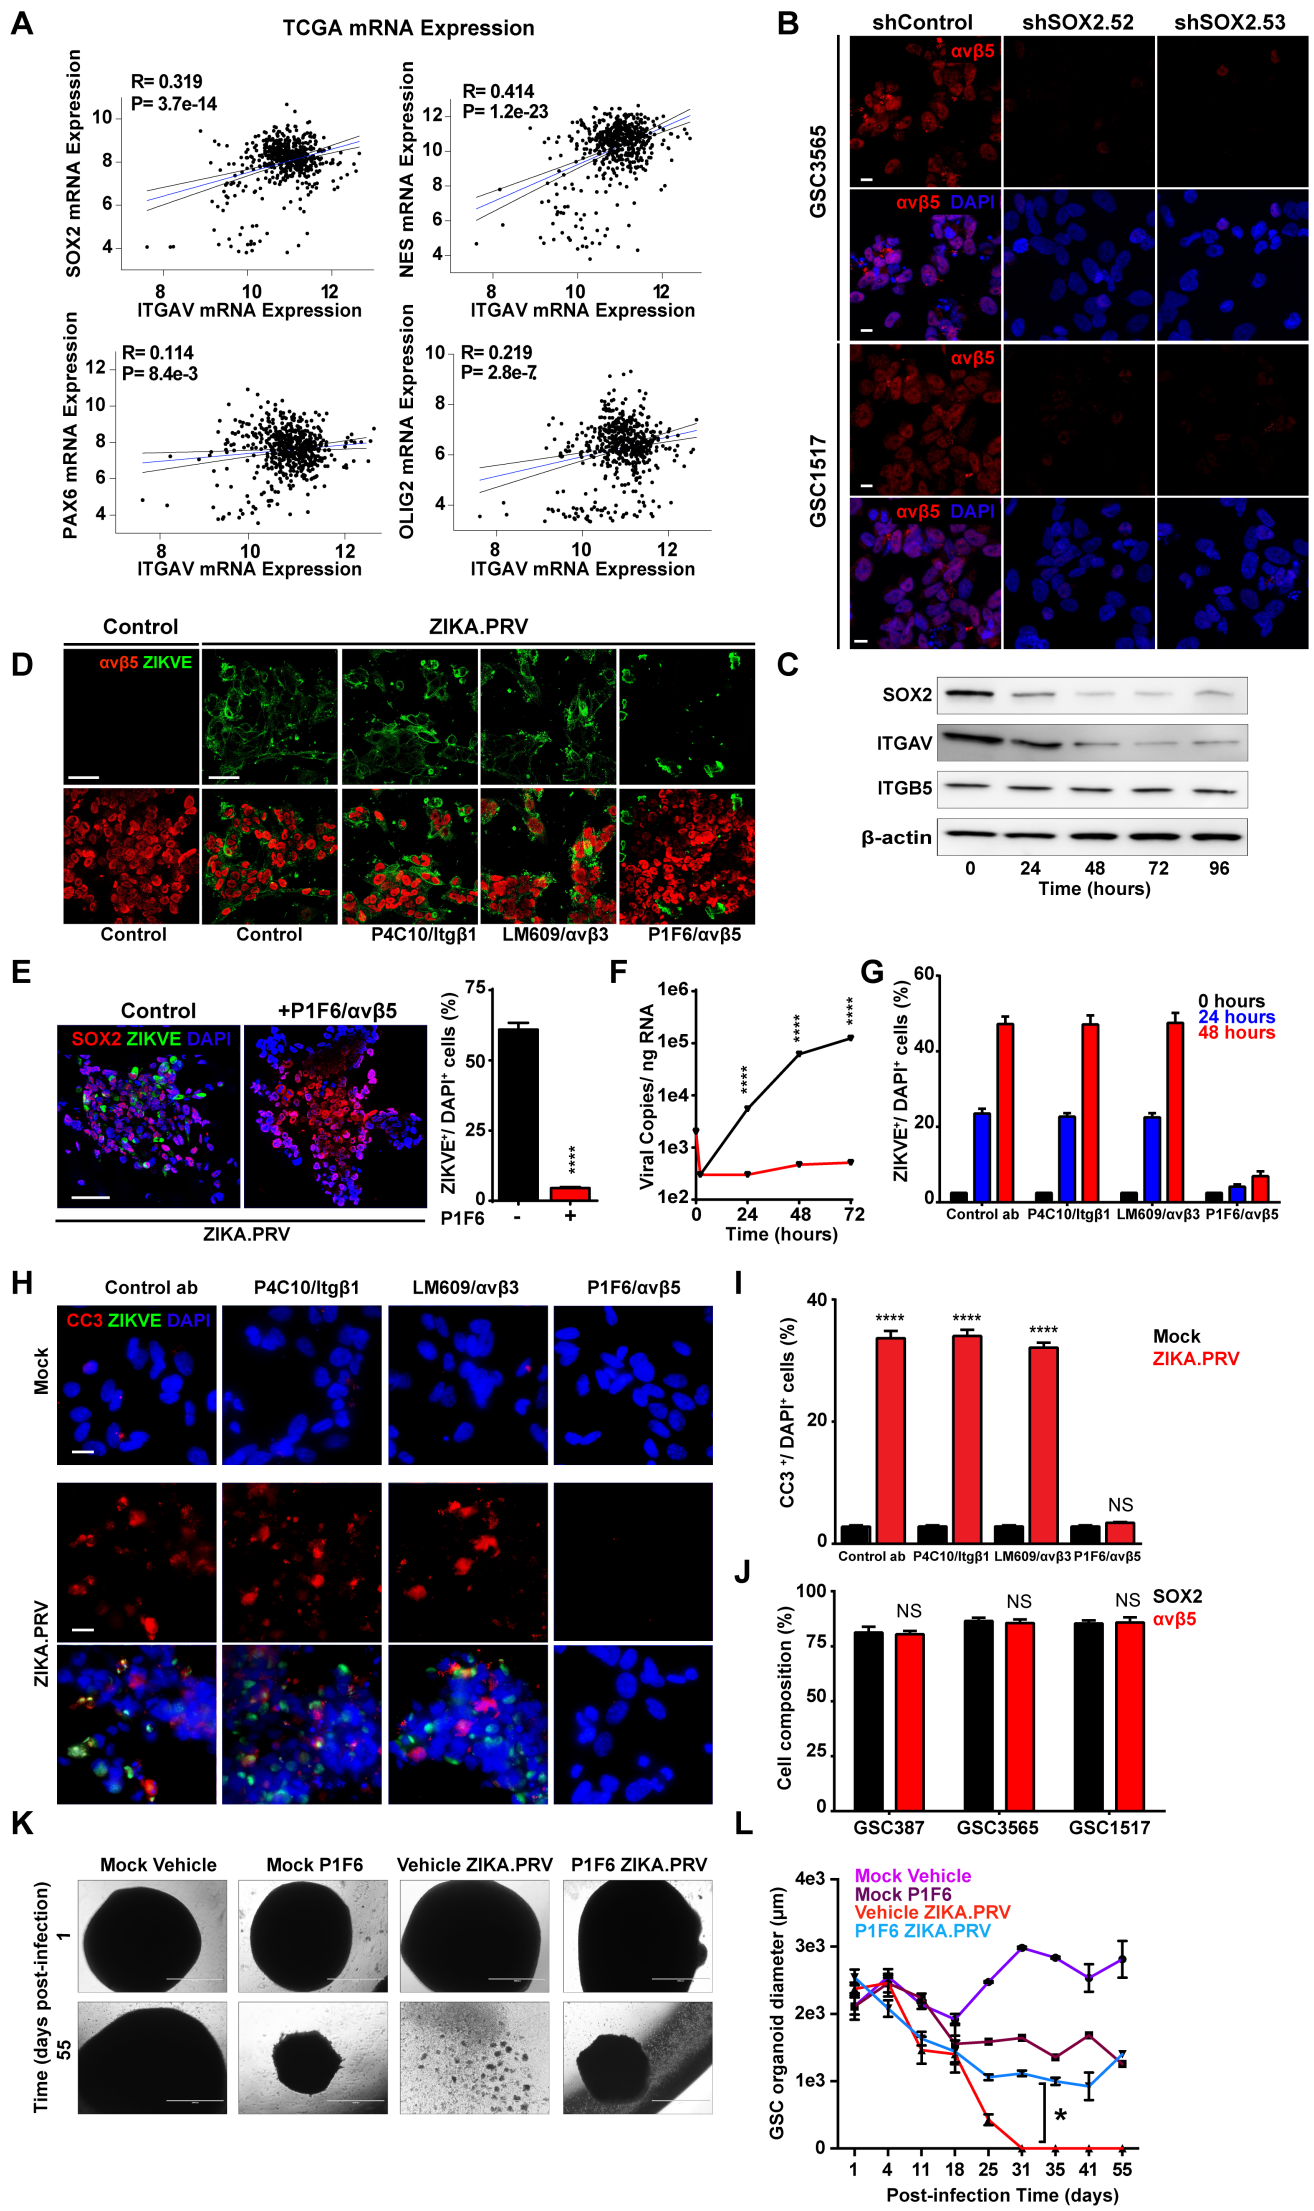 A
TCGA mRNA Expression
R= 0.319
P= 3.7e-14
SOX2 mRNA Expression
10
8
6
4
8
10
12
ITGAV mRNA Expression
R= 0.414
P= 1.2e-23
NES mRNA Expression
12
10
8
6
4
8
10
12
ITGAV mRNA Expression
R= 0.114
P= 8.4e-3
PAX6 mRNA Expression
12
10
8
6
4
8
10
12
ITGAV mRNA Expression
R= 0.219
P= 2.8e-7
OLIG2 mRNA Expression
10
8
6
4
8
10
12
ITGAV mRNA Expression
B
shControl
shSOX2.52
shSOX2.53
GSC3565
αvβ5
αvβ5 DAPI
GSC1517
αvβ5
αvβ5 DAPI
C
SOX2
ITGAV
ITGB5
β-actin
0 24 48 72 96
Time (hours)
D
Control
ZIKA.PRV
αvβ5 ZIKVE
Control
Control
P4C10/Itgβ1
LM609/αvβ3
P1F6/αvβ5
E
Control
+P1F6/αvβ5
SOX2 ZIKVE DAPI
ZIKA.PRV
ZIKVE⁺/ DAPI⁺ cells (%)
75
50
25
0
****
P1F6 - +
F
Viral Copies/ ng RNA
1e6
1e5
1e4
1e3
1e2
****
****
****
0 24 48 72
Time (hours)
G
ZIKVE⁺/ DAPI⁺ cells (%)
60
40
20
0
0 hours
24 hours
48 hours
Control ab
P4C10/Itgβ1
LM609/αvβ3
P1F6/αvβ5
H
Control ab
P4C10/Itgβ1
LM609/αvβ3
P1F6/αvβ5
CC3 ZIKVE DAPI
Mock
ZIKA.PRV
I
CC3 ⁺/ DAPI⁺ cells (%)
40
20
0
****
****
****
NS
Mock
ZIKA.PRV
Control ab
P4C10/Itgβ1
LM609/αvβ3
P1F6/αvβ5
J
Cell composition (%)
100
75
50
25
0
NS
NS
NS
SOX2
αvβ5
GSC387
GSC3565
GSC1517
K
Mock Vehicle
Mock P1F6
Vehicle ZIKA.PRV
P1F6 ZIKA.PRV
Time (days post-infection)
1
55
L
GSC organoid diameter (µm)
4e3
3e3
2e3
1e3
0
Mock Vehicle
Mock P1F6
Vehicle ZIKA.PRV
P1F6 ZIKA.PRV
*
1 4 11 18 25 31 35 41 55
Post-infection Time (days)